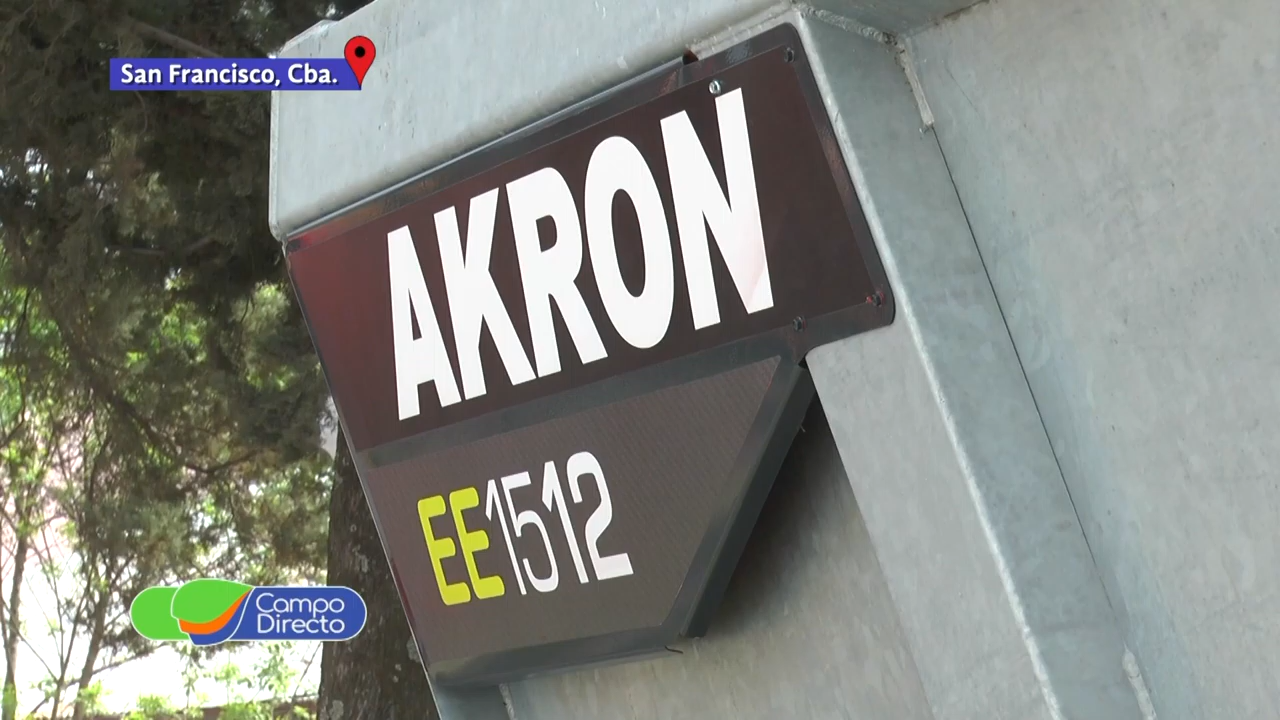 San Francisco, Cba.
AKRON
EE1512
Campo
Directo